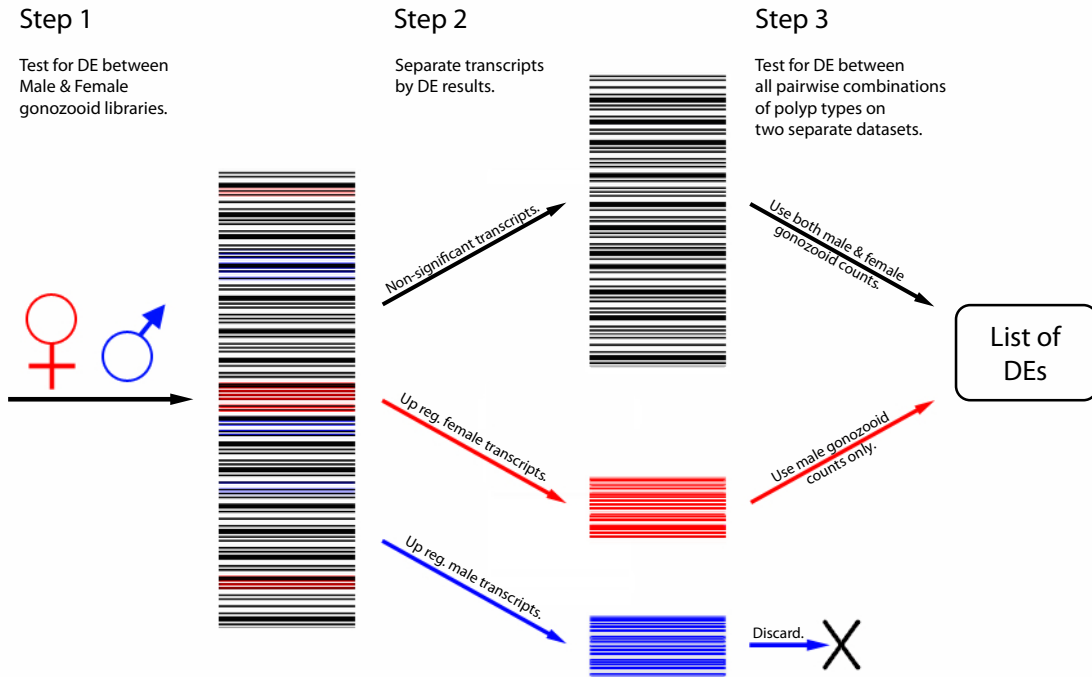 Step 1
Test for DE between
Male & Female
gonozooid libraries.
Step 2
Separate transcripts
by DE results.
Step 3
Test for DE between
all pairwise combinations
of polyp types on
two separate datasets.
Non-significant transcripts.
Up reg. female transcripts.
Up reg. male transcripts.
Use both male & female
gonozooid counts.
Use male gonozooid
counts only.
Discard.
List of
DEs